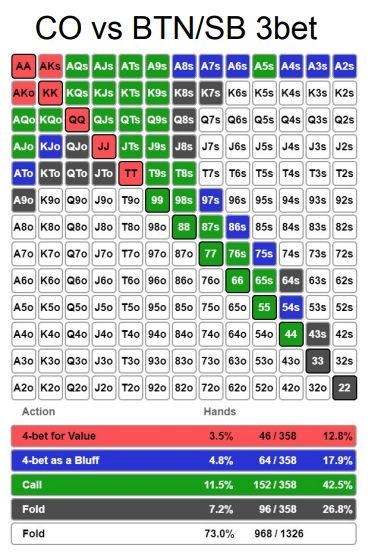 CO vs BTN/SB 3bet
AA AKs AQs AJs ATs A9s A8s A7s A6s A5s A4s A3s A2s
AKo KK KQs KJs KTs K9s K8s K7s K6s K5s K4s K3s K2s
AQo KQo QQ QJs QTs Q9s Q8s Q7s Q6s Q5s Q4s Q3s Q2s
AJo KJo QJo JJ JTs J9s J8s J7s J6s J5s J4s J3s J2s
ATo KTo QTo JTo TT T9s T8s T7s T6s T5s T4s T3s T2s
A9o K9o Q9o J9o T9o 99 98s 97s 96s 95s 94s 93s 92s
A8o K8o Q8o J8o T8o 98o 88 87s 86s 85s 84s 83s 82s
A7o K7o Q7o J7o T7o 97o 87o 77 76s 75s 74s 73s 72s
A6o K6o Q6o J6o T6o 96o 86o 76o 66 65s 64s 63s 62s
A5o K5o Q5o J5o T5o 95o 85o 75o 65o 55 54s 53s 52s
A4o K4o Q4o J4o T4o 94o 84o 74o 64o 54o 44 43s 42s
A3o K3o Q3o J3o T3o 93o 83o 73o 63o 53o 43o 33 32s
A2o K2o Q2o J2o T2o 92o 82o 72o 62o 52o 42o 32o 22
Action Hands
4-bet for Value 3.5% 46 / 358 12.8%
4-bet as a Bluff 4.8% 64 / 358 17.9%
Call 11.5% 152 / 358 42.5%
Fold 7.2% 96 / 358 26.8%
Fold 73.0% 968 / 1326